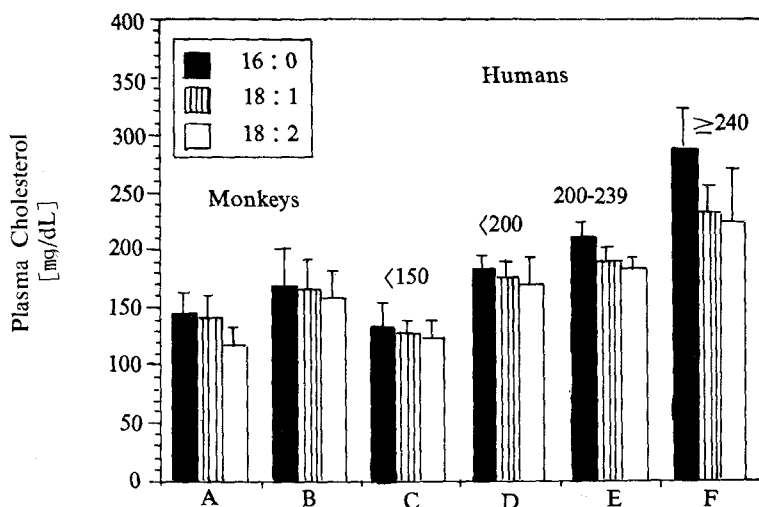 Plasma Cholesterol
[mg/dL]
400
350
300
250
200
150
100
50
0
16 : 0
18 : 1
18 : 2
Monkeys
Humans
<150
<200
200-239
≧240
A B C D E F